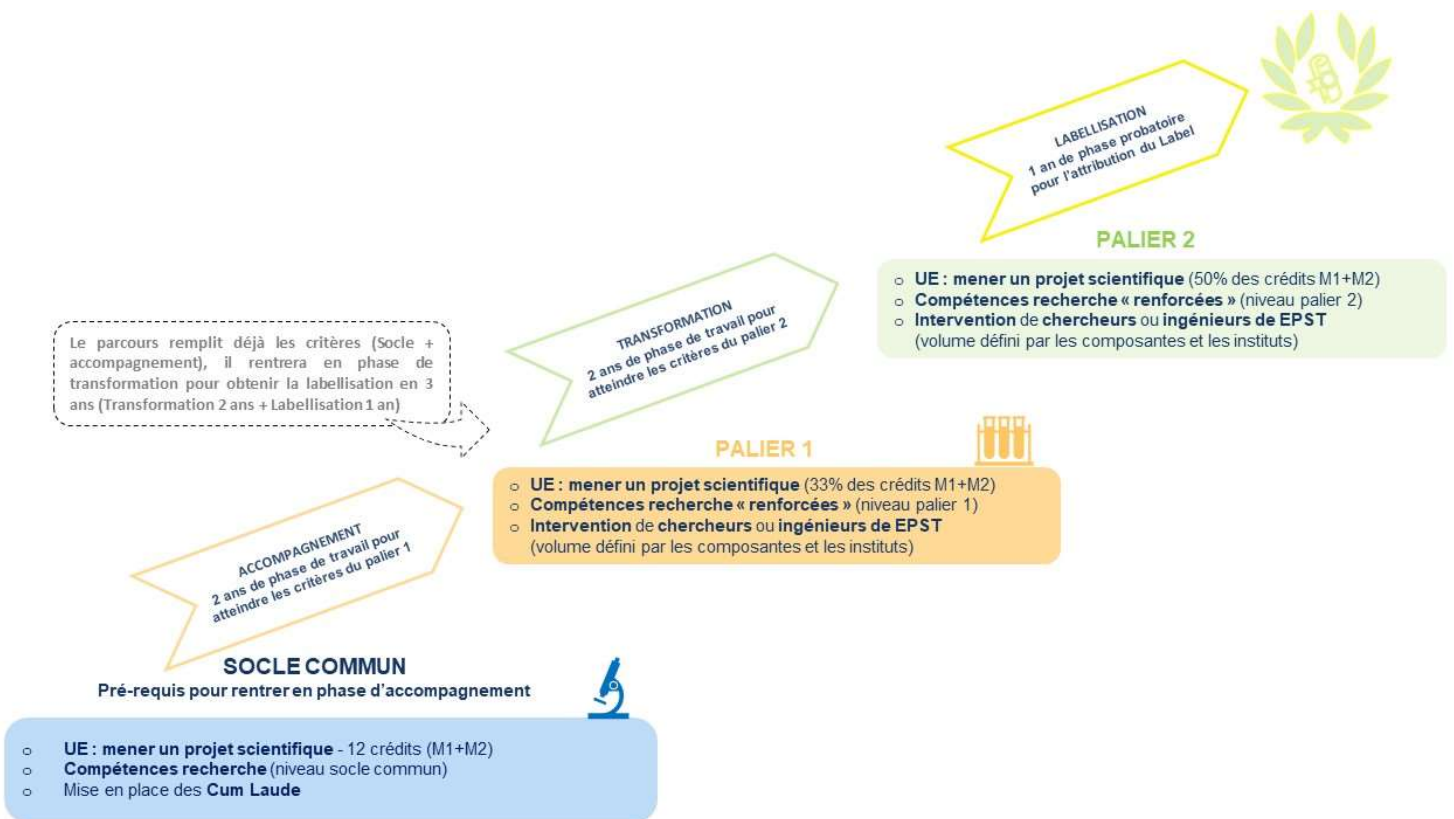 LABELLISATION
1 an de phase probatoire
pour l'attribution du Label
PALIER 2
o UE : mener un projet scientifique (50% des crédits M1+M2)
o Compétences recherche « renforcées » (niveau palier 2)
o Intervention de chercheurs ou ingénieurs de EPST
(volume défini par les composantes et les instituts)
TRANSFORMATION
2 ans de phase de travail pour
atteindre les critères du palier 2
Le parcours remplit déjà les critères (Socle +
accompagnement), il rentrera en phase de
transformation pour obtenir la labellisation en 3
ans (Transformation 2 ans + Labellisation 1 an)
PALIER 1
o UE : mener un projet scientifique (33% des crédits M1+M2)
o Compétences recherche « renforcées » (niveau palier 1)
o Intervention de chercheurs ou ingénieurs de EPST
(volume défini par les composantes et les instituts)
ACCOMPAGNEMENT
2 ans de phase de travail pour
atteindre les critères du palier 1
SOCLE COMMUN
Pré-requis pour rentrer en phase d'accompagnement
o UE : mener un projet scientifique - 12 crédits (M1+M2)
o Compétences recherche (niveau socle commun)
o Mise en place des Cum Laude